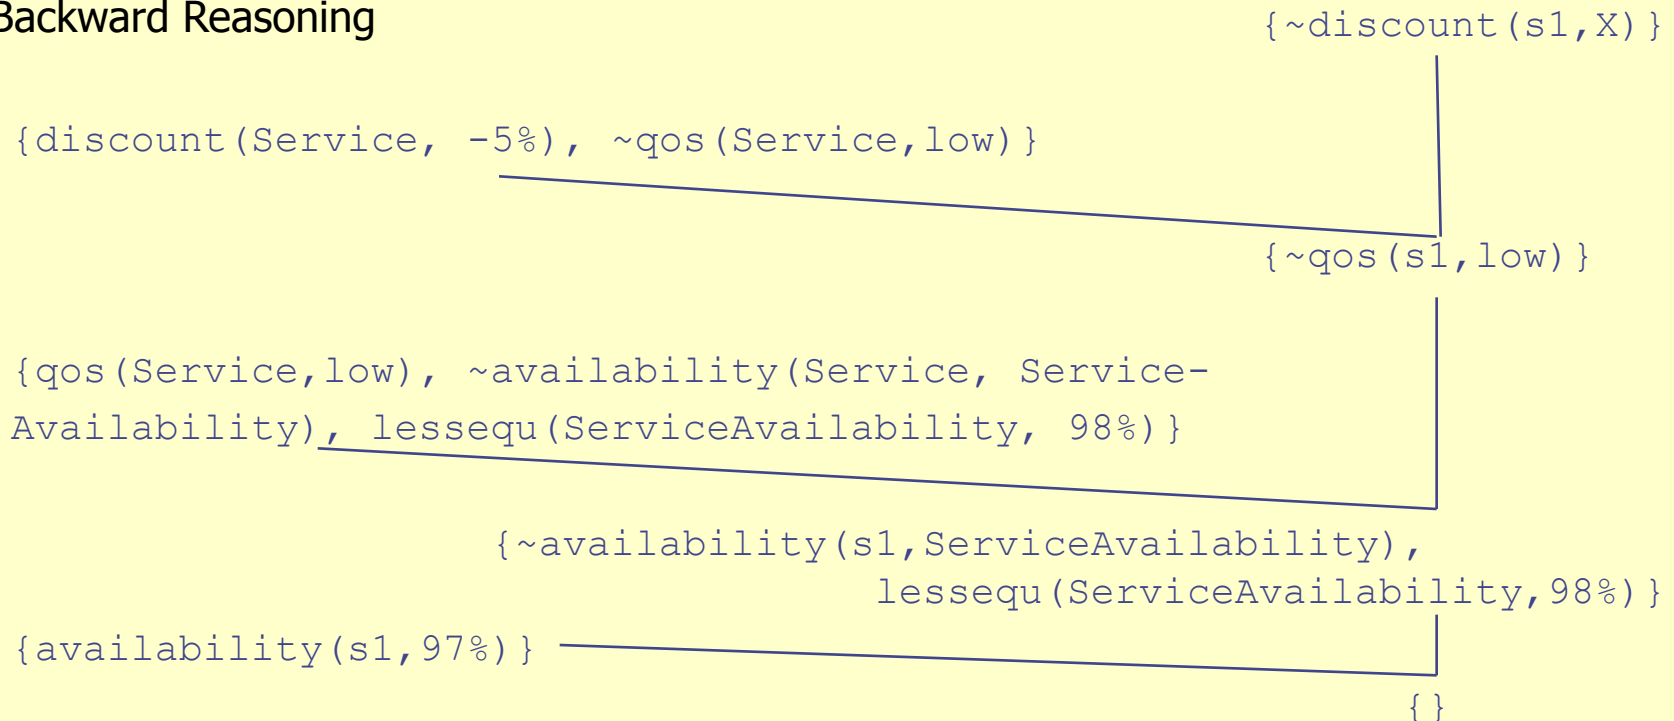 Backward Reasoning
{~discount(s1,X)}
{discount(Service, -5%), ~qos(Service,low)}
{~qos(s1,low)}
{qos(Service,low), ~availability(Service, Service-
Availability), lessequ(ServiceAvailability, 98%)}
{~availability(s1,ServiceAvailability),
lessequ(ServiceAvailability,98%)}
{availability(s1,97%)}
{}